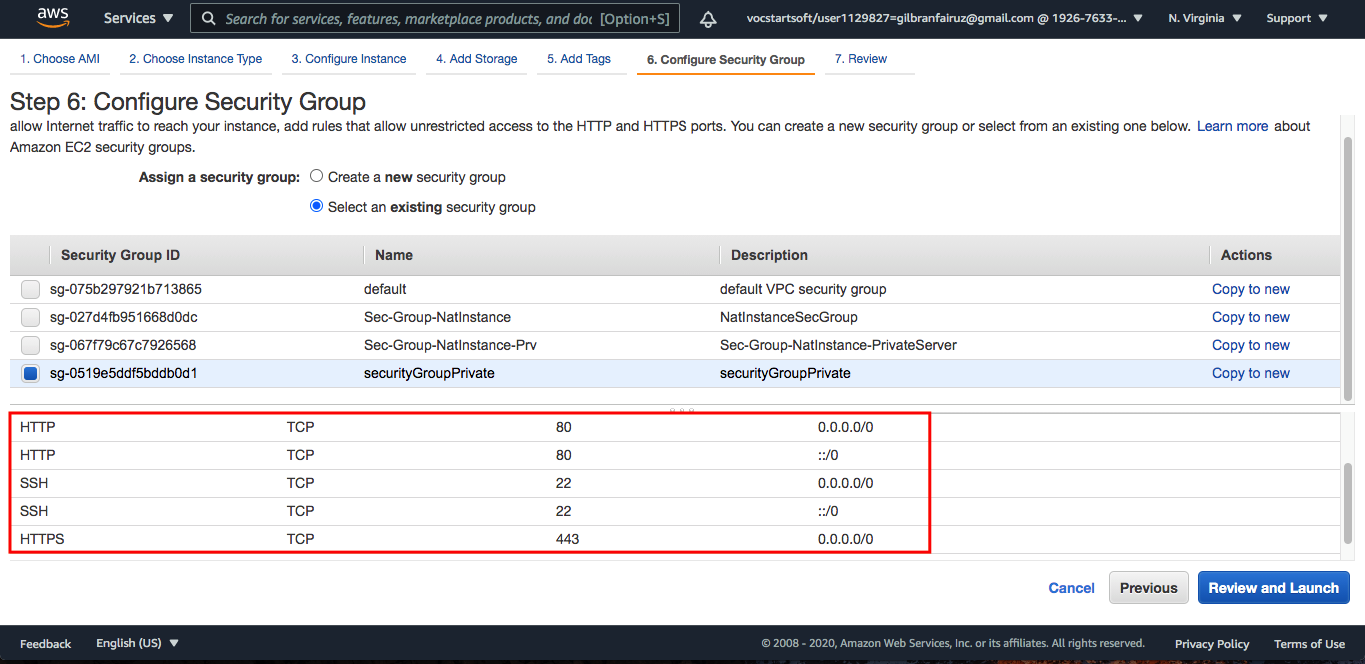 aws Services Search for services, features, marketplace products, and doc [Option+S] vocstartsoft/user1129827=gilbranfairuz@gmail.com @ 1926-7633-... N. Virginia Support
1. Choose AMI 2. Choose Instance Type 3. Configure Instance 4. Add Storage 5. Add Tags 6. Configure Security Group 7. Review
Step 6: Configure Security Group
allow Internet traffic to reach your instance, add rules that allow unrestricted access to the HTTP and HTTPS ports. You can create a new security group or select from an existing one below. Learn more about
Amazon EC2 security groups.
Assign a security group: Create a new security group
Select an existing security group
Security Group ID Name Description Actions
sg-075b297921b713865 default default VPC security group Copy to new
sg-027d4fb951668d0dc Sec-Group-NatInstance NatInstanceSecGroup Copy to new
sg-067f79c67c7926568 Sec-Group-NatInstance-Prv Sec-Group-NatInstance-PrivateServer Copy to new
sg-0519e5ddf5bddb0d1 securityGroupPrivate securityGroupPrivate Copy to new
HTTP TCP 80 0.0.0.0/0
HTTP TCP 80 ::/0
SSH TCP 22 0.0.0.0/0
SSH TCP 22 ::/0
HTTPS TCP 443 0.0.0.0/0
Cancel Previous Review and Launch
Feedback English (US) © 2008 - 2020, Amazon Web Services, Inc. or its affiliates. All rights reserved. Privacy Policy Terms of Use